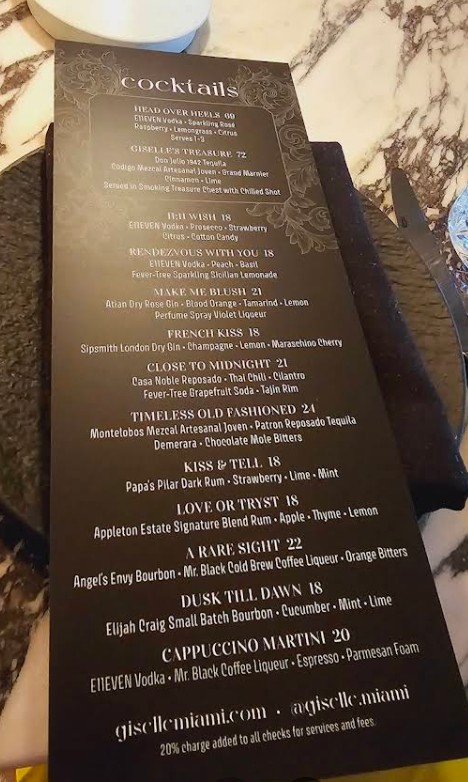 cocktails
HEAD OVER HEELS 69
E11EVEN Vodka • Sparkling Rosé
Raspberry • Lemongrass • Citrus
Serves 1-3
GISELLE'S TREASURE 72
Don Julio 1942 Tequila
Codigo Mezcal Artesanal Joven • Grand Marnier
Cinnamon • Lime
Served in Smoking Treasure Chest with Chilled Shot
11:11 WISH 18
E11EVEN Vodka • Prosecco • Strawberry
Citrus • Cotton Candy
RENDEZVOUS WITH YOU 18
E11EVEN Vodka • Peach • Basil
Fever-Tree Sparkling Sicilian Lemonade
MAKE ME BLUSH 21
Atian Dry Rose Gin • Blood Orange • Tamarind • Lemon
Perfume Spray Violet Liqueur
FRENCH KISS 18
Sipsmith London Dry Gin • Champagne • Lemon • Maraschino Cherry
CLOSE TO MIDNIGHT 21
Casa Noble Reposado • Thai Chili • Cilantro
Fever-Tree Grapefruit Soda • Tajin Rim
TIMELESS OLD FASHIONED 24
Montelobos Mezcal Artesanal Joven • Patron Reposado Tequila
Demerara • Chocolate Mole Bitters
KISS & TELL 18
Papa's Pilar Dark Rum • Strawberry • Lime • Mint
LOVE OR TRYST 18
Appleton Estate Signature Blend Rum • Apple • Thyme • Lemon
A RARE SIGHT 22
Angel's Envy Bourbon • Mr. Black Cold Brew Coffee Liqueur • Orange Bitters
DUSK TILL DAWN 18
Elijah Craig Small Batch Bourbon • Cucumber • Mint • Lime
CAPPUCCINO MARTINI 20
E11EVEN Vodka • Mr. Black Coffee Liqueur • Espresso • Parmesan Foam
gisellemiami.com • @giselle.miami
20% charge added to all checks for services and fees.